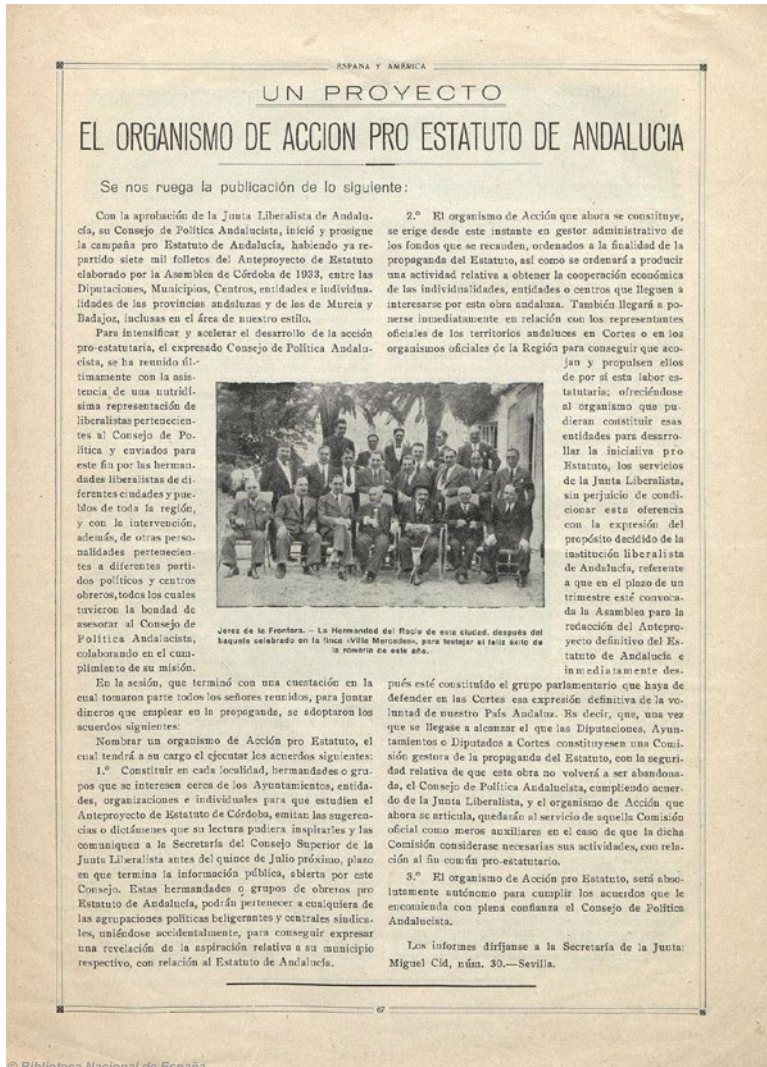 ESPAÑA Y AMÉRICA
UN PROYECTO
EL ORGANISMO DE ACCION PRO ESTATUTO DE ANDALUCIA
Se nos ruega la publicación de lo siguiente:
Con la aprobación de la Junta Liberalista de Andalu-
cía, su Consejo de Política Andalucista, inició y prosigue
la campaña pro Estatuto de Andalucía, habiendo ya re-
partido siete mil folletos del Anteproyecto de Estatuto
elaborado por la Asamblea de Córdoba de 1933, entre las
Diputaciones, Municipios, Centros, entidades e individua-
lidades de las provincias andaluzas y de las de Murcia y
Badajoz, inclusas en el área de nuestro estilo.
Para intensificar y acelerar el desarrollo de la acción
pro-estatutaria, el expresado Consejo de Política Andalu-
cista, se ha reunido úl-
timamente con la asis-
tencia de una nutridí-
sima representación de
liberalistas pertenecien-
tes al Consejo de Po-
lítica y enviados para
este fin por las herman-
dades liberalistas de di-
ferentes ciudades y pue-
blos de toda la región,
y con la intervención,
además, de otras perso-
nalidades pertenecien-
tes a diferentes parti-
dos políticos y centros
obreros, todos los cuales
tuvieron la bondad de
asesorar al Consejo de
Política Andalucista,
colaborando en el cum-
plimiento de su misión.
En la sesión, que terminó con una cuestación en la
cual tomaron parte todos los señores reunidos, para juntar
dineros que emplear en la propaganda, se adoptaron los
acuerdos siguientes:
Nombrar un organismo de Acción pro Estatuto, el
cual tendrá a su cargo el ejecutar los acuerdos siguientes:
1.º Constituir en cada localidad, hermandades o gru-
pos que se interesen cerca de los Ayuntamientos, entida-
des, organizaciones e individuales para que estudien el
Anteproyecto de Estatuto de Córdoba, emitan las sugeren-
cias o dictámenes que su lectura pudiera inspirarles y las
comuniquen a la Secretaría del Consejo Superior de la
Junta Liberalista antes del quince de Julio próximo, plazo
en que termina la información pública, abierta por este
Consejo. Estas hermandades o grupos de obreros pro
Estatuto de Andalucía, podrán pertenecer a cualquiera de
las agrupaciones políticas beligerantes y centrales sindica-
les, uniéndose accidentalmente, para conseguir expresar
una revelación de la aspiración relativa a su municipio
respectivo, con relación al Estatuto de Andalucía.
Jerez de la Frontera. — La Hermandad del Rocío de esta ciudad, después del
baquete celebrado en la finca «Villa Mercedes», para festejar el feliz éxito de
la romería de este año.
2.º El organismo de Acción que ahora se constituye,
se erige desde este instante en gestor administrativo de
los fondos que se recauden, ordenados a la finalidad de la
propaganda del Estatuto, así como se ordenará a producir
una actividad relativa a obtener la cooperación económica
de las individualidades, entidades o centros que lleguen a
interesarse por esta obra andaluza. También llegará a po-
nerse inmediatamente en relación con los representantes
oficiales de los territorios andaluces en Cortes o en los
organismos oficiales de la Región para conseguir que aco-
jan y propulsen ellos
de por sí esta labor es-
tatutaria; ofreciéndose
al organismo que pu-
dieran constituir esas
entidades para desarro-
llar la iniciativa pro
Estatuto, los servicios
de la Junta Liberalista,
sin perjuicio de condi-
cionar esta oferencia
con la expresión del
propósito decidido de la
institución liberalista
de Andalucía, referente
a que en el plazo de un
trimestre esté convoca-
da la Asamblea para la
redacción del Antepro-
yecto definitivo del Es-
tatuto de Andalucía e
inmediatamente des-
pués esté constituído el grupo parlamentario que haya de
defender en las Cortes esa expresión definitiva de la vo-
luntad de nuestro País Andaluz. Es decir, que, una vez
que se llegase a alcanzar el que las Diputaciones, Ayun-
tamientos o Diputados a Cortes constituyesen una Comi-
sión gestora de la propaganda del Estatuto, con la seguri-
dad relativa de que esta obra no volverá a ser abandona-
da, el Consejo de Política Andalucista, cumpliendo acuer-
do de la Junta Liberalista, y el organismo de Acción que
ahora se articula, quedarán al servicio de aquella Comisión
oficial como meros auxiliares en el caso de que la dicha
Comisión considerase necesarias sus actividades, con rela-
ción al fin común pro-estatutario.
3.º El organismo de Acción pro Estatuto, será abso-
lutamente autónomo para cumplir los acuerdos que le
encomienda con plena confianza el Consejo de Política
Andalucista.
Los informes diríjanse a la Secretaría de la Junta:
Miguel Cid, núm. 30.—Sevilla.
67
© Biblioteca Nacional de España